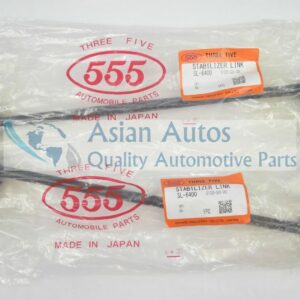 THREE FIVE
555
AUTOMOBILE PARTS
MADE IN JAPAN
555 THREE FIVE
STABILIZER LINK
SL-6400
Asian Autos
Quality Automotive Parts
THREE FIVE
555
AUTOMOBILE PARTS
MADE IN JAPAN
THREE FIVE
STABILIZER LINK
SL-6400